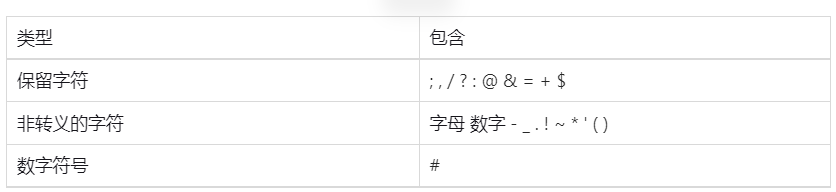 类型 包含
保留字符 ; , / ? : @ & = + $
非转义的字符 字母 数字 - _ . ! ~ * ' ( )
数字符号 #